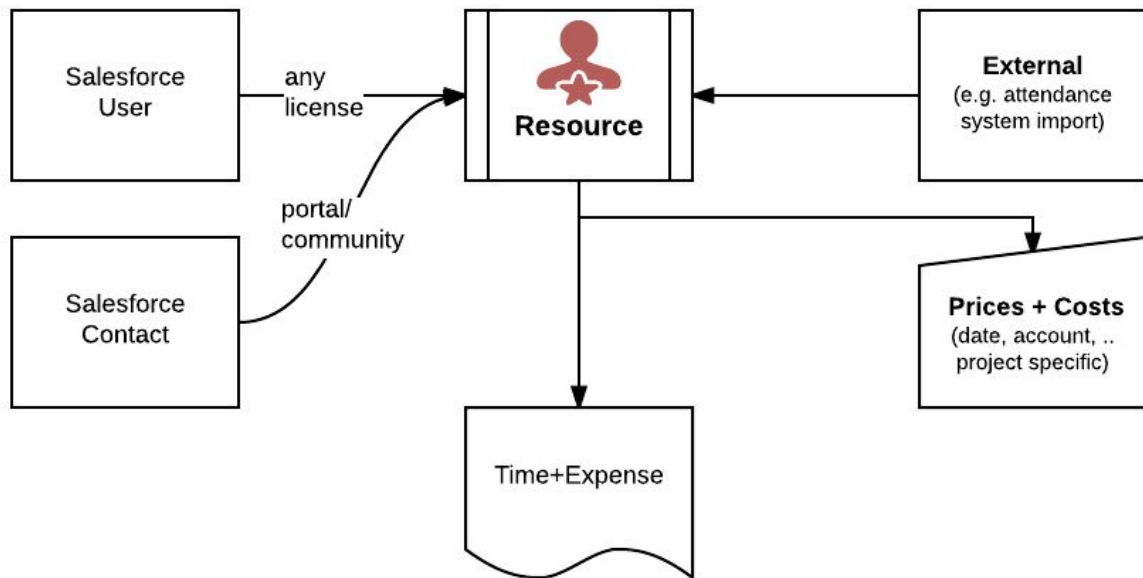 Salesforce
User
any
license
Resource
External
(e.g. attendance
system import)
portal/
community
Salesforce
Contact
Prices + Costs
(date, account, ..
project specific)
Time+Expense